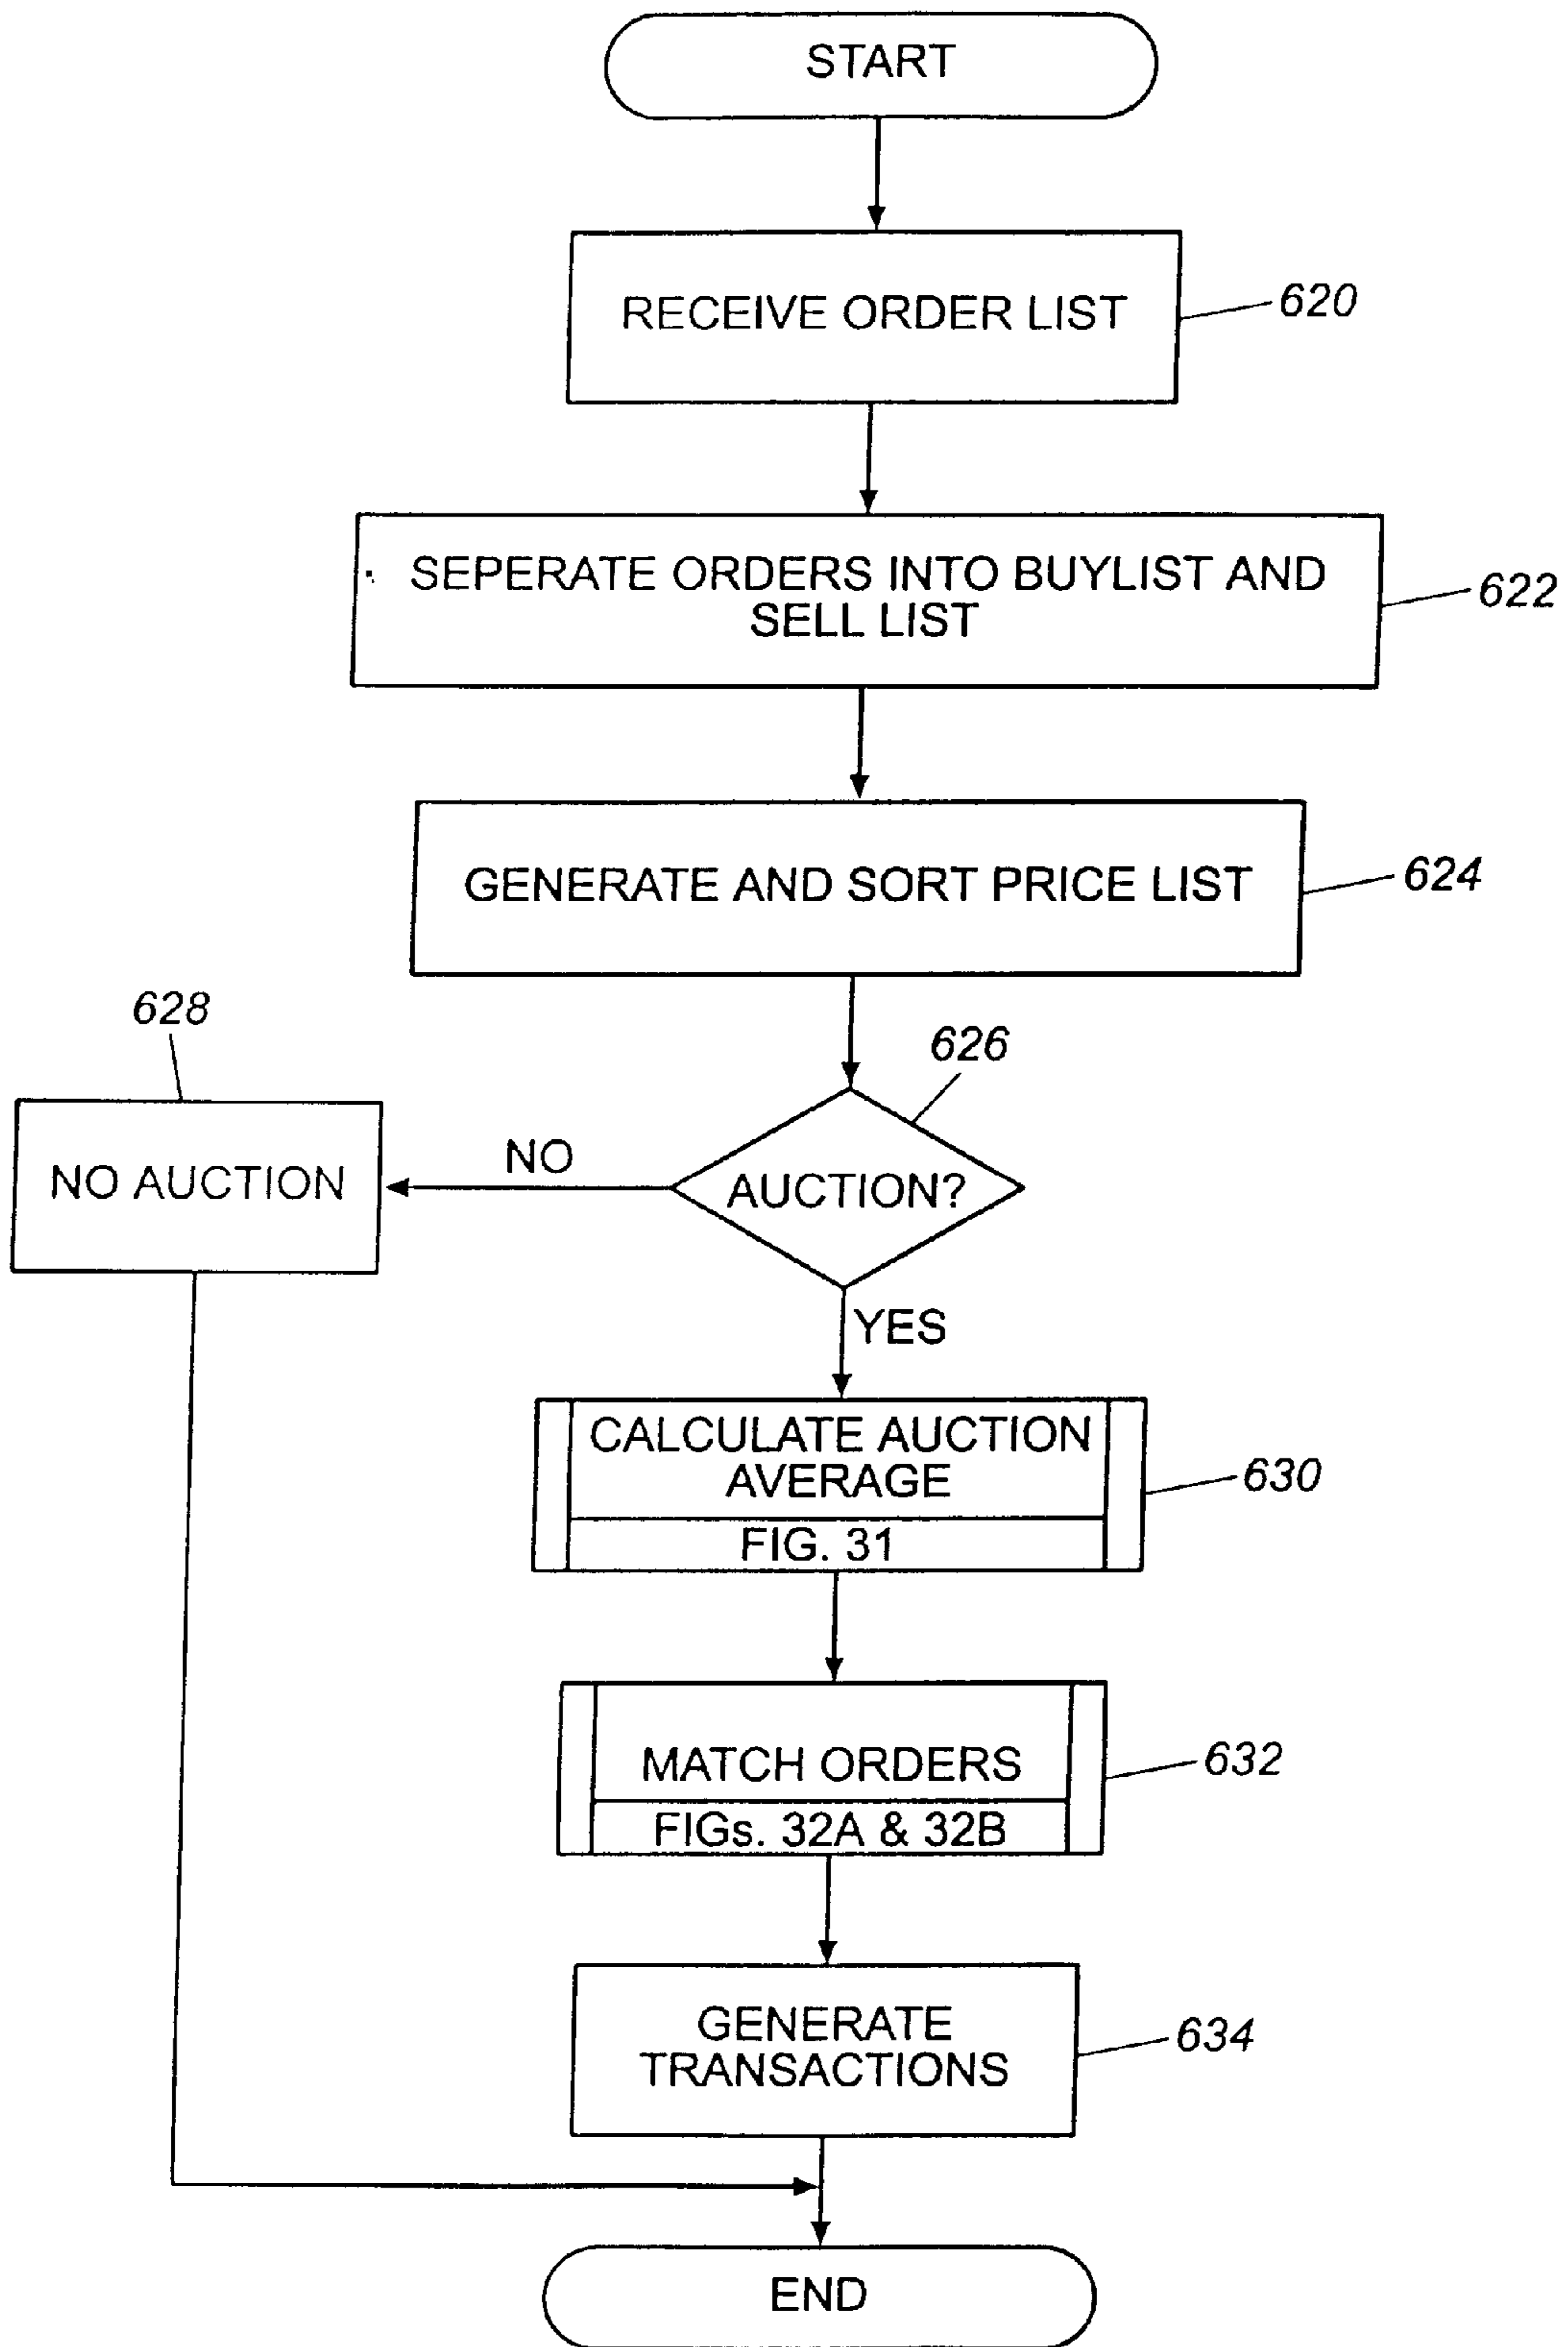 START
RECEIVE ORDER LIST
620
SEPERATE ORDERS INTO BUYLIST AND
SELL LIST
622
GENERATE AND SORT PRICE LIST
624
628
626
NO AUCTION
NO
AUCTION?
YES
CALCULATE AUCTION
AVERAGE
630
FIG. 31
MATCH ORDERS
632
FIGs. 32A & 32B
GENERATE
TRANSACTIONS
634
END